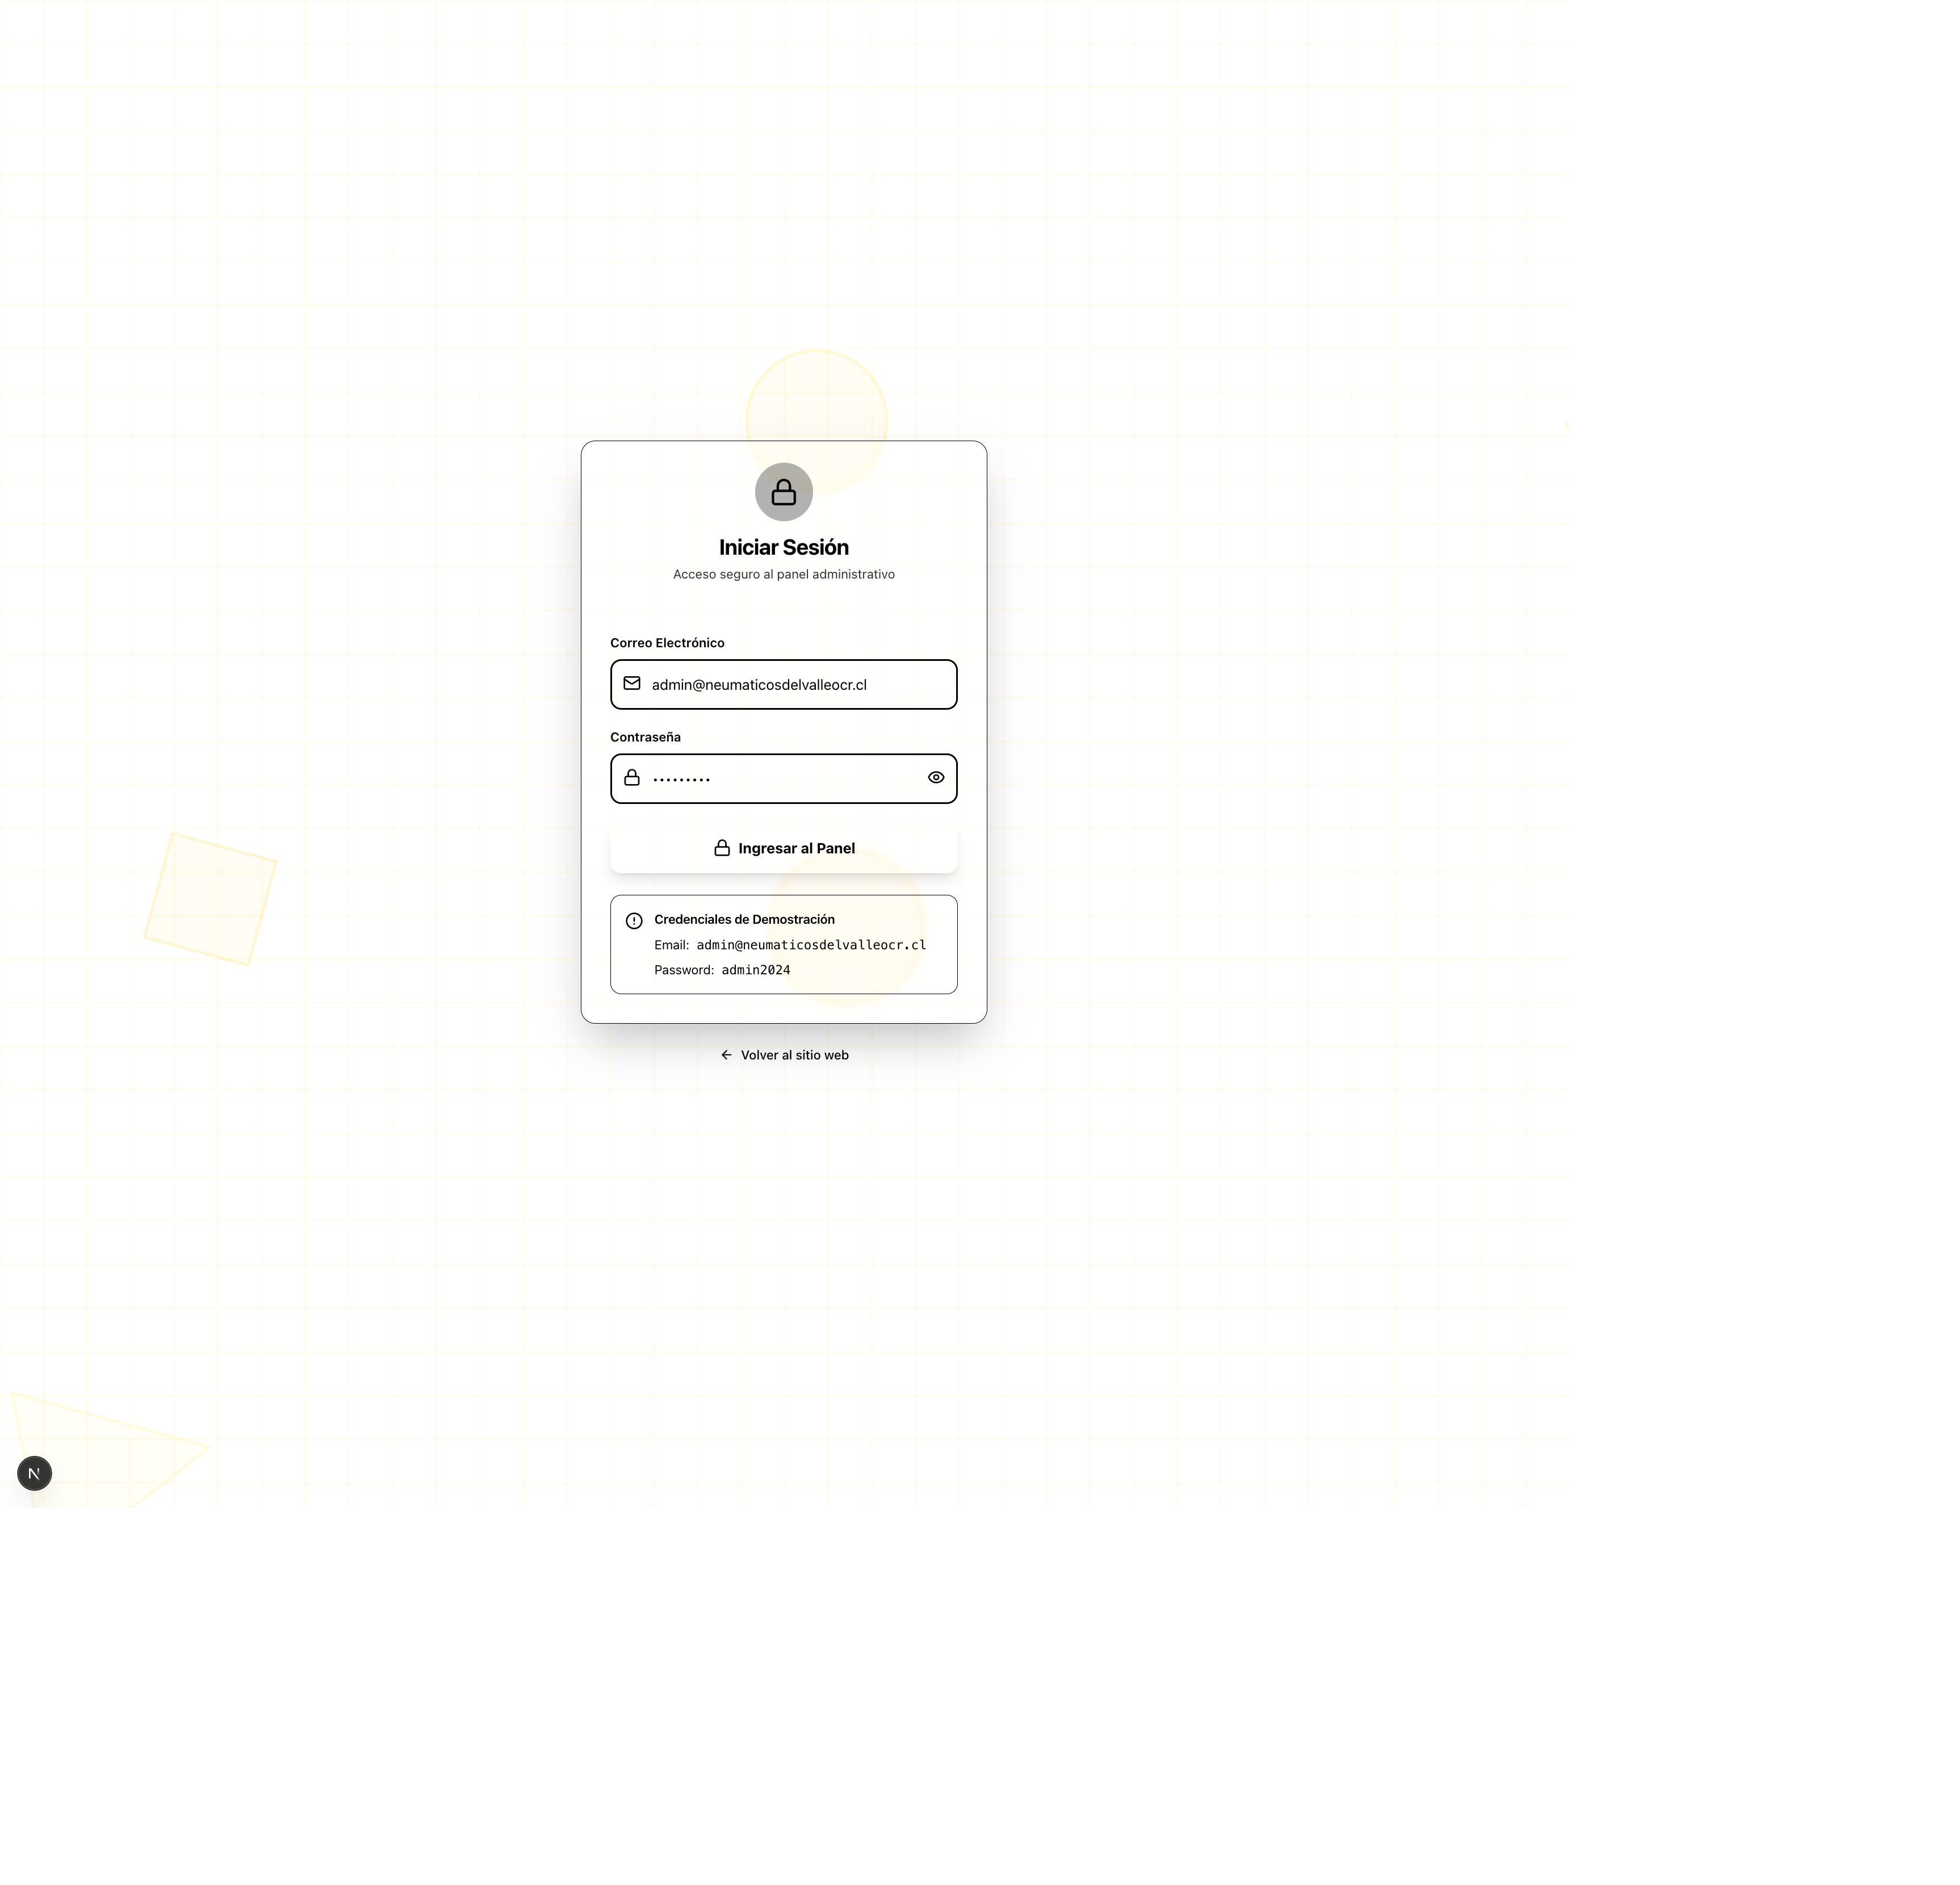 Iniciar Sesión
Acceso seguro al panel administrativo
Correo Electrónico
admin@neumaticosdelvalleocr.cl
Contraseña
•••••••••
Ingresar al Panel
Credenciales de Demostración
Email: admin@neumaticosdelvalleocr.cl
Password: admin2024
Volver al sitio web
N